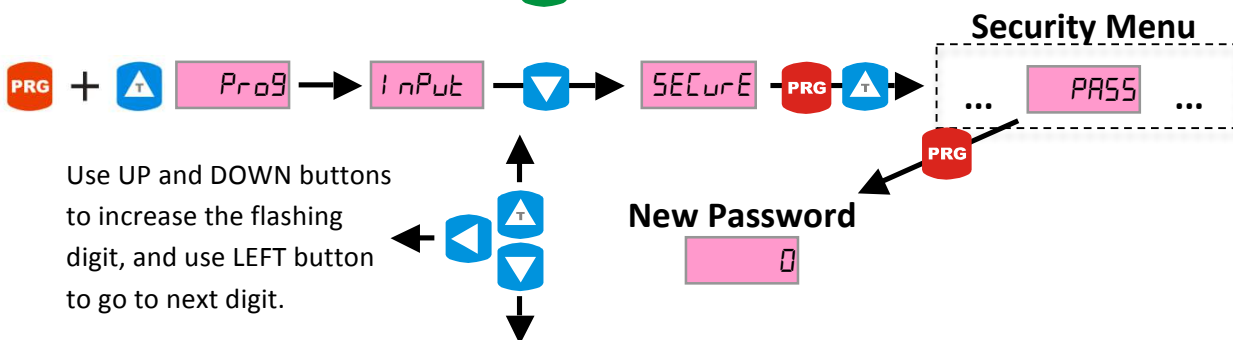 Security Menu
PRG + T Prog InPut SECurE PRG T ... PASS ...
PRG
Use UP and DOWN buttons
to increase the flashing
digit, and use LEFT button
to go to next digit.
T
New Password
0